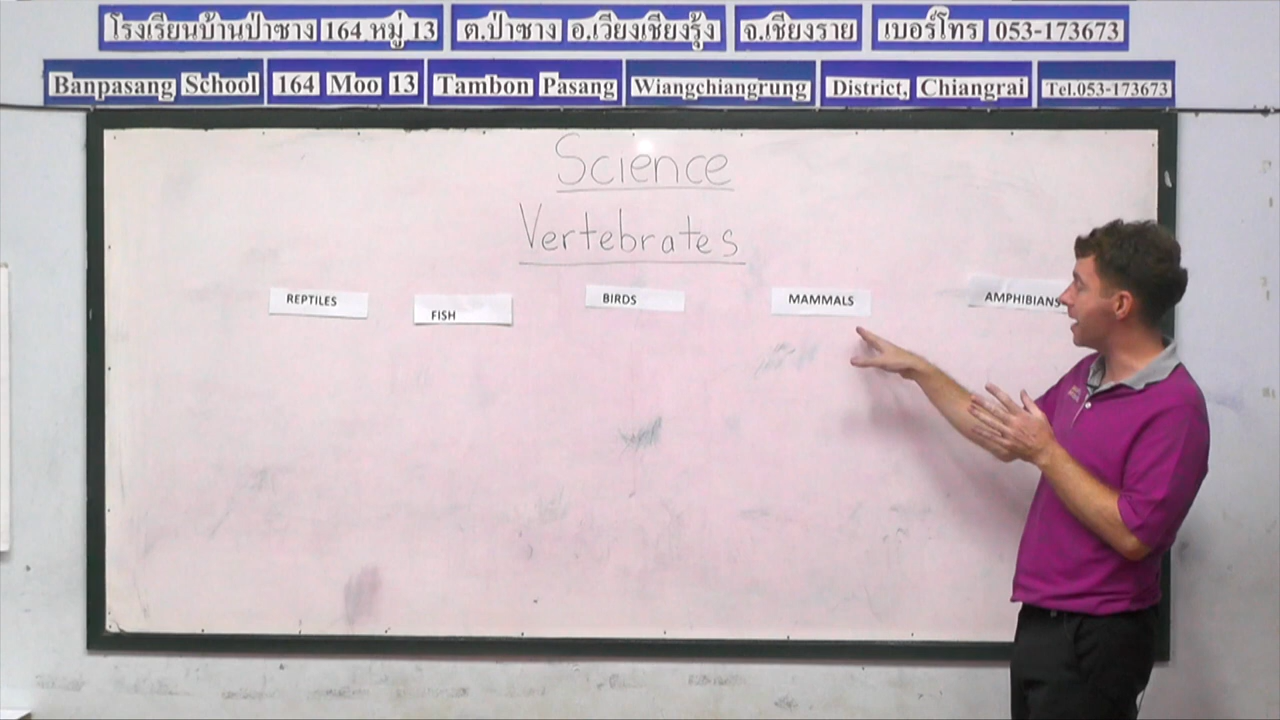 โรงเรียนบ้านป่าซาง 164 หมู่ 13 ต.ป่าซาง อ.เวียงเชียงรุ้ง จ.เชียงราย เบอร์โทร 053-173673
Banpasang School 164 Moo 13 Tambon Pasang Wiangchiangrung District, Chiangrai Tel.053-173673
Science
Vertebrates
REPTILES FISH BIRDS MAMMALS AMPHIBIANS